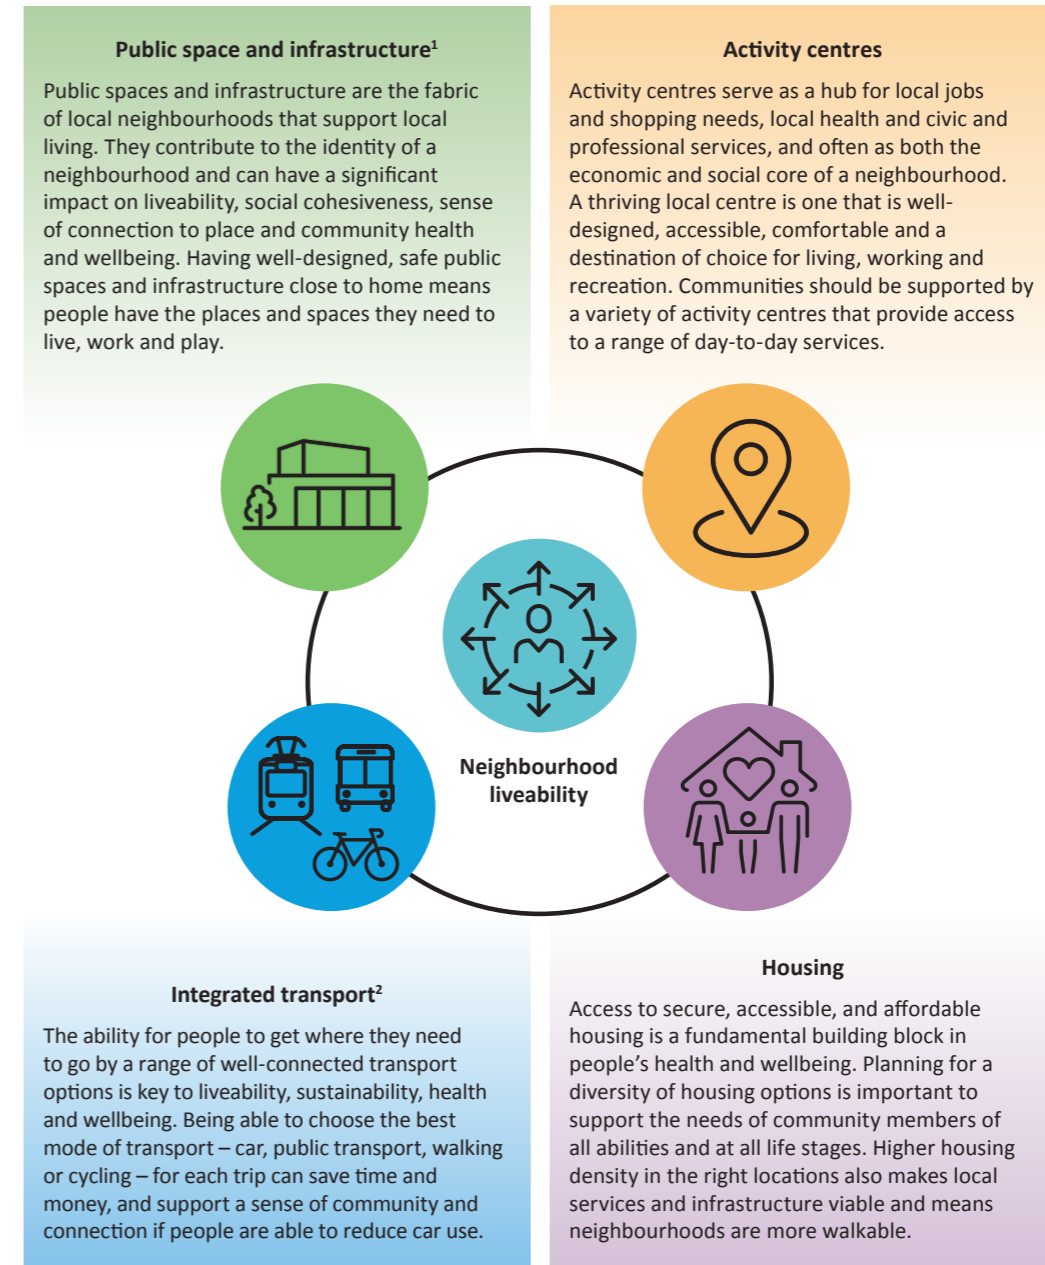 Public space and infrastructure¹
Public spaces and infrastructure are the fabric
of local neighbourhoods that support local
living. They contribute to the identity of a
neighbourhood and can have a significant
impact on liveability, social cohesiveness, sense
of connection to place and community health
and wellbeing. Having well-designed, safe public
spaces and infrastructure close to home means
people have the places and spaces they need to
live, work and play.
Activity centres
Activity centres serve as a hub for local jobs
and shopping needs, local health and civic and
professional services, and often as both the
economic and social core of a neighbourhood.
A thriving local centre is one that is well-
designed, accessible, comfortable and a
destination of choice for living, working and
recreation. Communities should be supported by
a variety of activity centres that provide access
to a range of day-to-day services.
Neighbourhood
liveability
Integrated transport²
The ability for people to get where they need
to go by a range of well-connected transport
options is key to liveability, sustainability, health
and wellbeing. Being able to choose the best
mode of transport – car, public transport, walking
or cycling – for each trip can save time and
money, and support a sense of community and
connection if people are able to reduce car use.
Housing
Access to secure, accessible, and affordable
housing is a fundamental building block in
people’s health and wellbeing. Planning for a
diversity of housing options is important to
support the needs of community members of
all abilities and at all life stages. Higher housing
density in the right locations also makes local
services and infrastructure viable and means
neighbourhoods are more walkable.